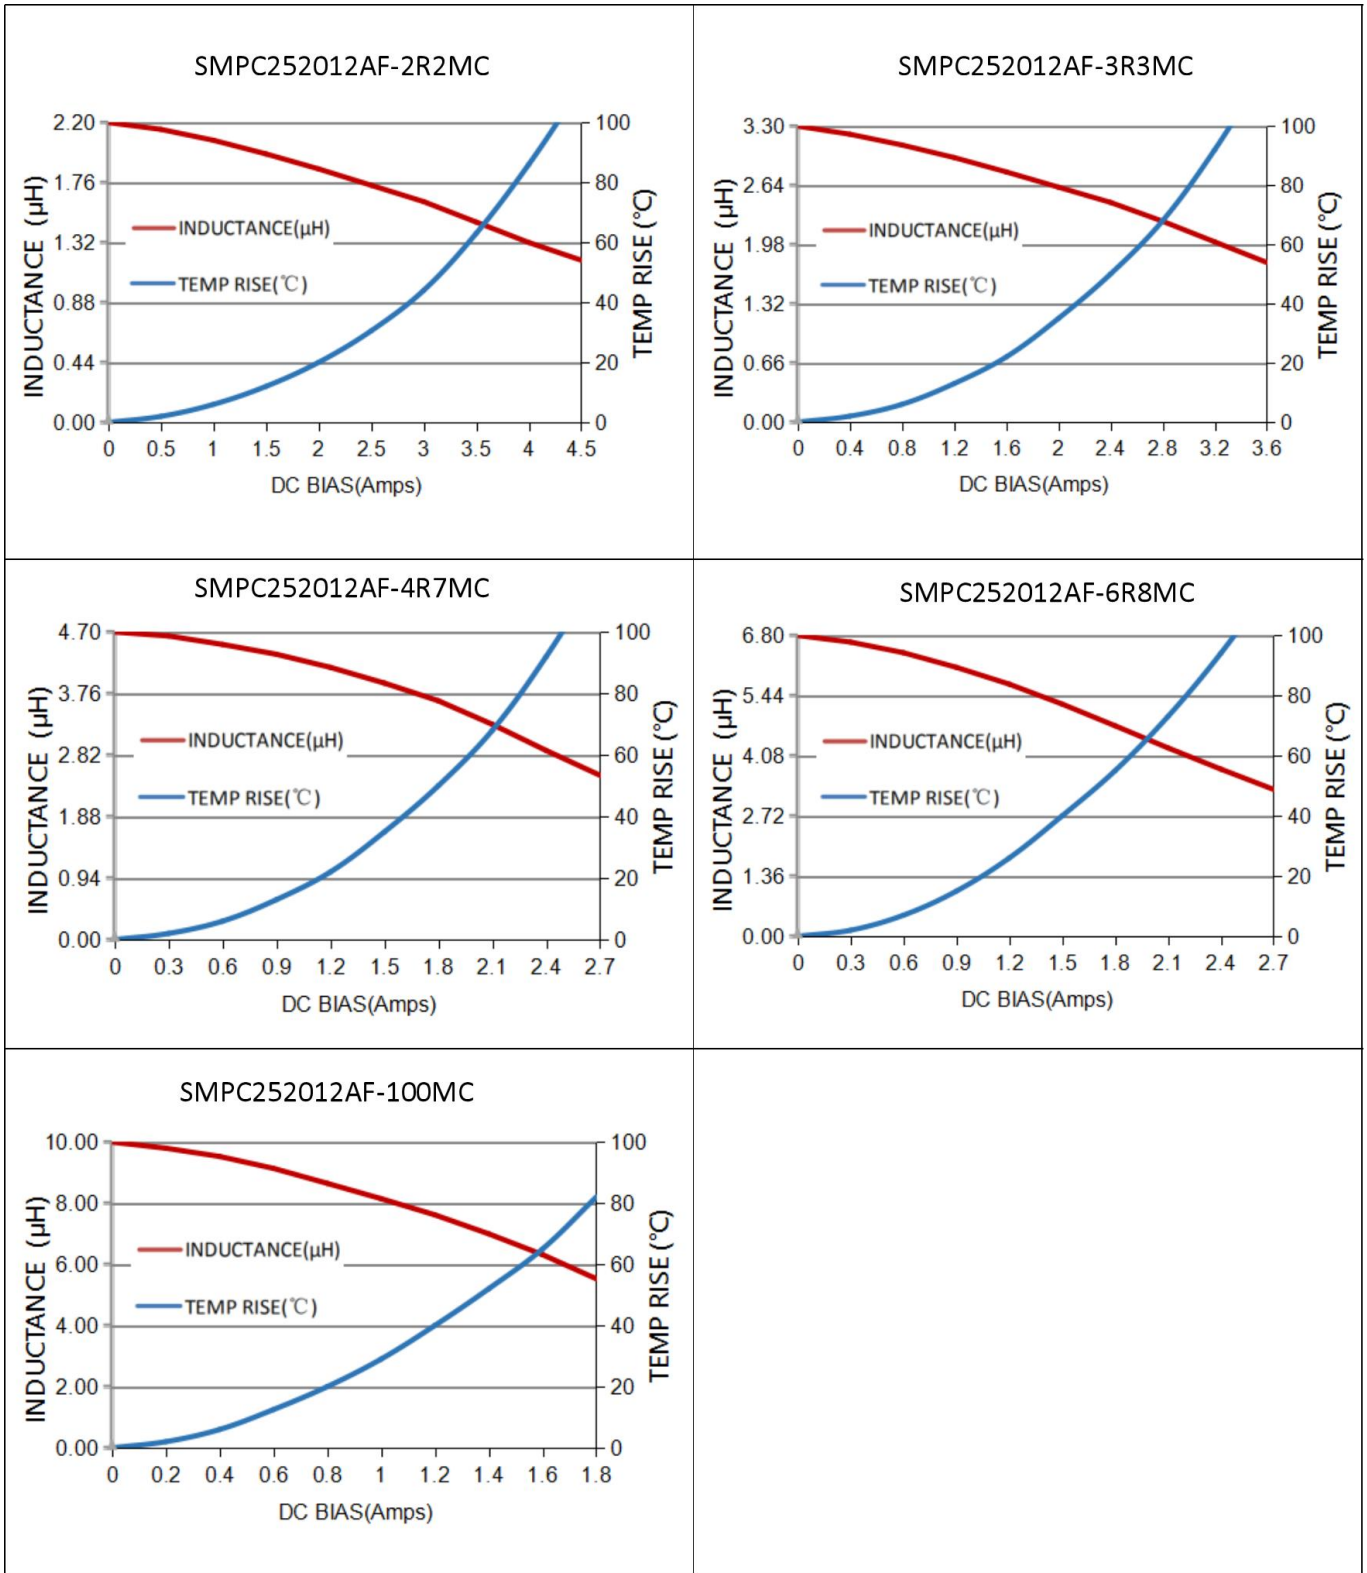 SMPC252012AF-2R2MC
INDUCTANCE (μH)
2.20
1.76
1.32
0.88
0.44
0.00
INDUCTANCE(μH)
TEMP RISE(℃)
100
80
60
40
20
0
TEMP RISE (℃)
0 0.5 1 1.5 2 2.5 3 3.5 4 4.5
DC BIAS(Amps)
SMPC252012AF-3R3MC
INDUCTANCE (μH)
3.30
2.64
1.98
1.32
0.66
0.00
INDUCTANCE(μH)
TEMP RISE(℃)
100
80
60
40
20
0
TEMP RISE (℃)
0 0.4 0.8 1.2 1.6 2 2.4 2.8 3.2 3.6
DC BIAS(Amps)
SMPC252012AF-4R7MC
INDUCTANCE (μH)
4.70
3.76
2.82
1.88
0.94
0.00
INDUCTANCE(μH)
TEMP RISE(℃)
100
80
60
40
20
0
TEMP RISE (℃)
0 0.3 0.6 0.9 1.2 1.5 1.8 2.1 2.4 2.7
DC BIAS(Amps)
SMPC252012AF-6R8MC
INDUCTANCE (μH)
6.80
5.44
4.08
2.72
1.36
0.00
INDUCTANCE(μH)
TEMP RISE(℃)
100
80
60
40
20
0
TEMP RISE (℃)
0 0.3 0.6 0.9 1.2 1.5 1.8 2.1 2.4 2.7
DC BIAS(Amps)
SMPC252012AF-100MC
INDUCTANCE (μH)
10.00
8.00
6.00
4.00
2.00
0.00
INDUCTANCE(μH)
TEMP RISE(℃)
100
80
60
40
20
0
TEMP RISE (℃)
0 0.2 0.4 0.6 0.8 1 1.2 1.4 1.6 1.8
DC BIAS(Amps)